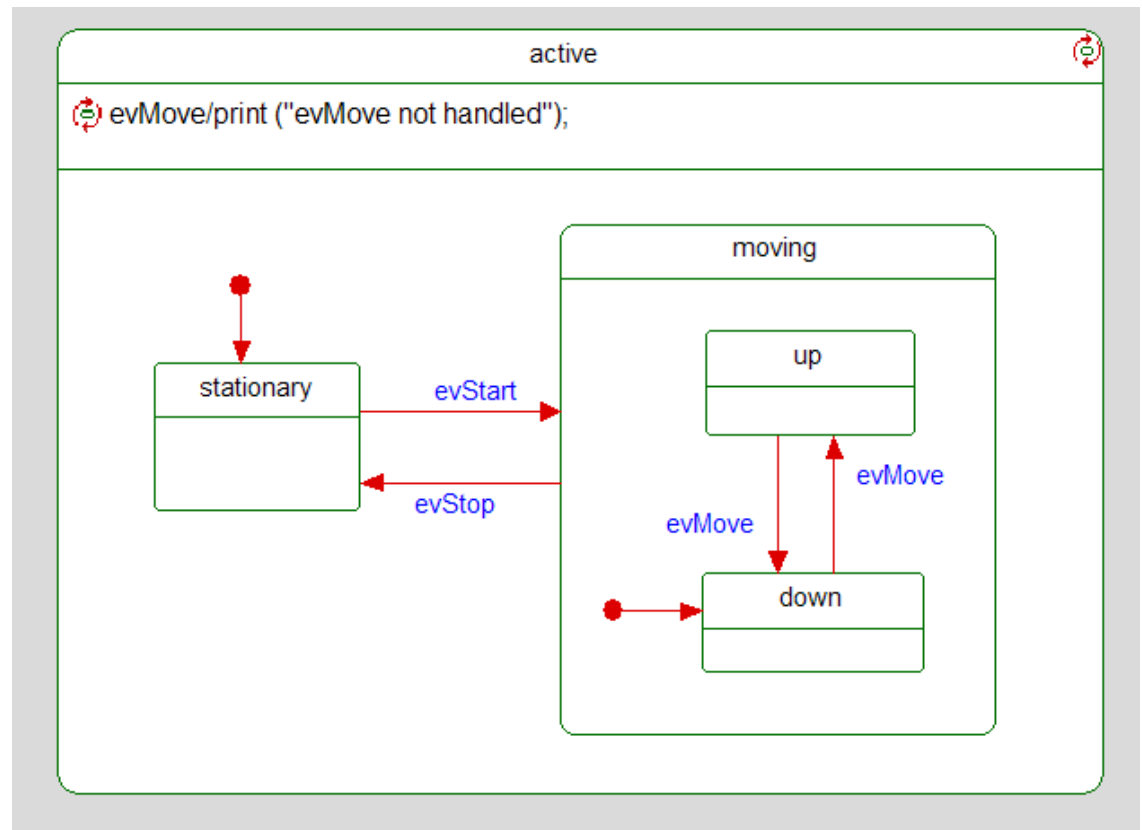 active
evMove/print ("evMove not handled");
moving
up
stationary
evStart
evMove
evStop
evMove
down